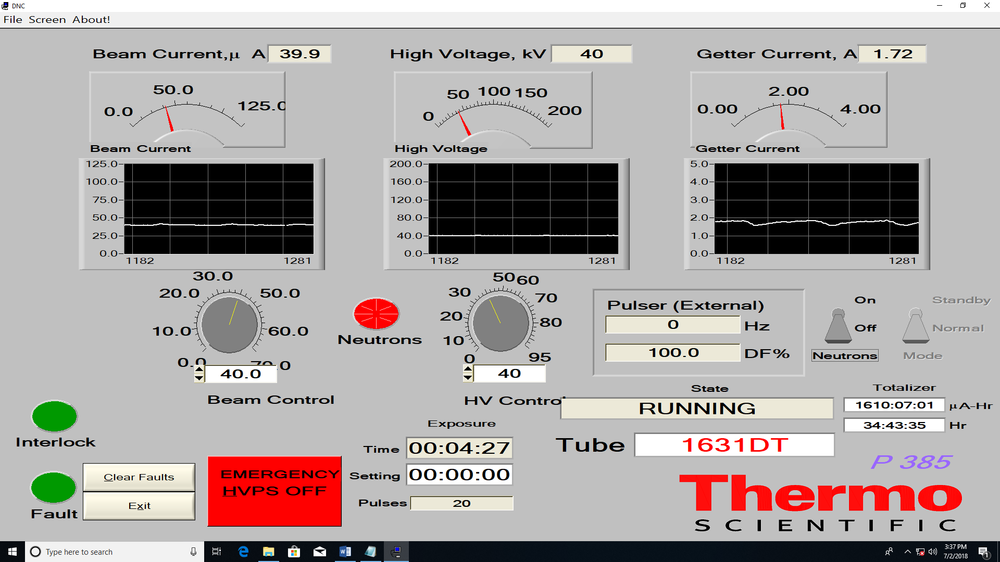 DNC
File Screen About!
Beam Current,μ A 39.9
High Voltage, kV 40
Getter Current, A 1.72
0.0 50.0 125.0
0 50 100 150 200
0.00 2.00 4.00
Beam Current
High Voltage
Getter Current
125.0
100.0
75.0
50.0
25.0
0.0
1182 1281
200.0
160.0
120.0
80.0
40.0
0.0
1182 1281
5.0
4.0
3.0
2.0
1.0
0.0
1182 1281
0.0 10.0 20.0 30.0 50.0 60.0
40.0
Beam Control
Neutrons
0 10 20 30 50 60 70 80 95
40
HV Control
Pulser (External)
0 Hz
100.0 DF%
On
Off
Neutrons
Standby
Normal
Mode
State
RUNNING
Totalizer
1610:07:01 μA-Hr
34:43:35 Hr
Tube 1631DT
P 385
Thermo
SCIENTIFIC
Interlock
Fault
Clear Faults
Exit
EMERGENCY
HVPS OFF
Exposure
Time 00:04:27
Setting 00:00:00
Pulses 20
Type here to search
3:37 PM
7/2/2018
1